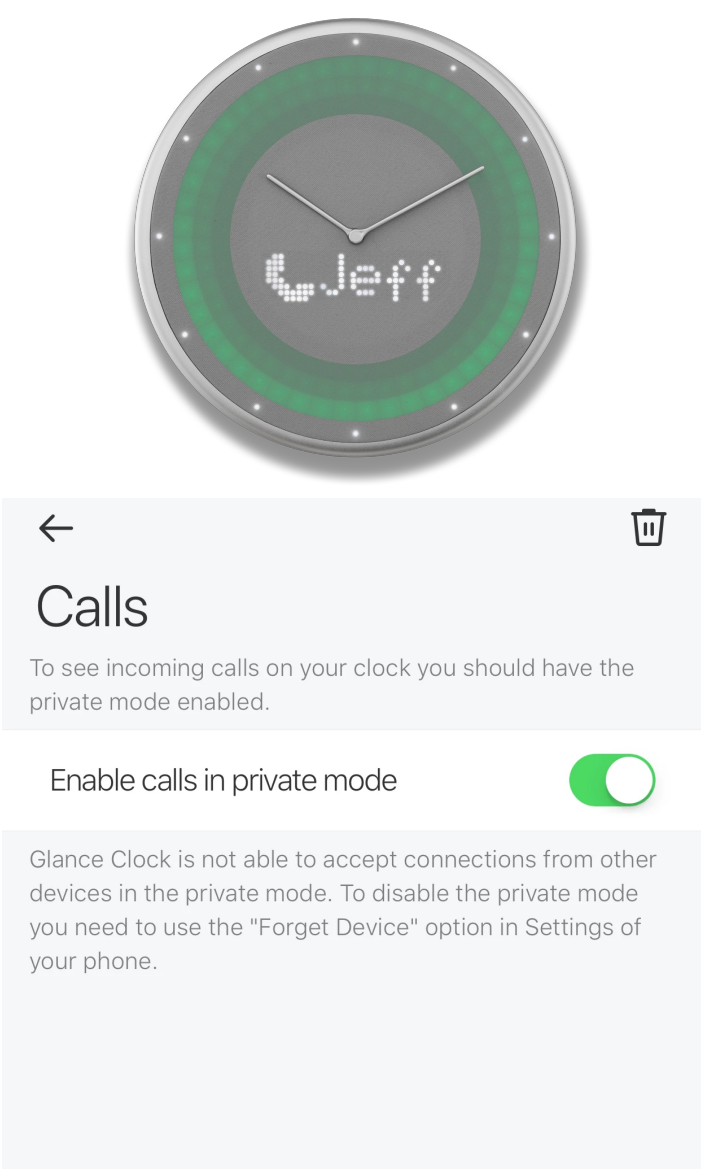 Jeff
Calls
To see incoming calls on your clock you should have the
private mode enabled.
Enable calls in private mode
Glance Clock is not able to accept connections from other
devices in the private mode. To disable the private mode
you need to use the "Forget Device" option in Settings of
your phone.